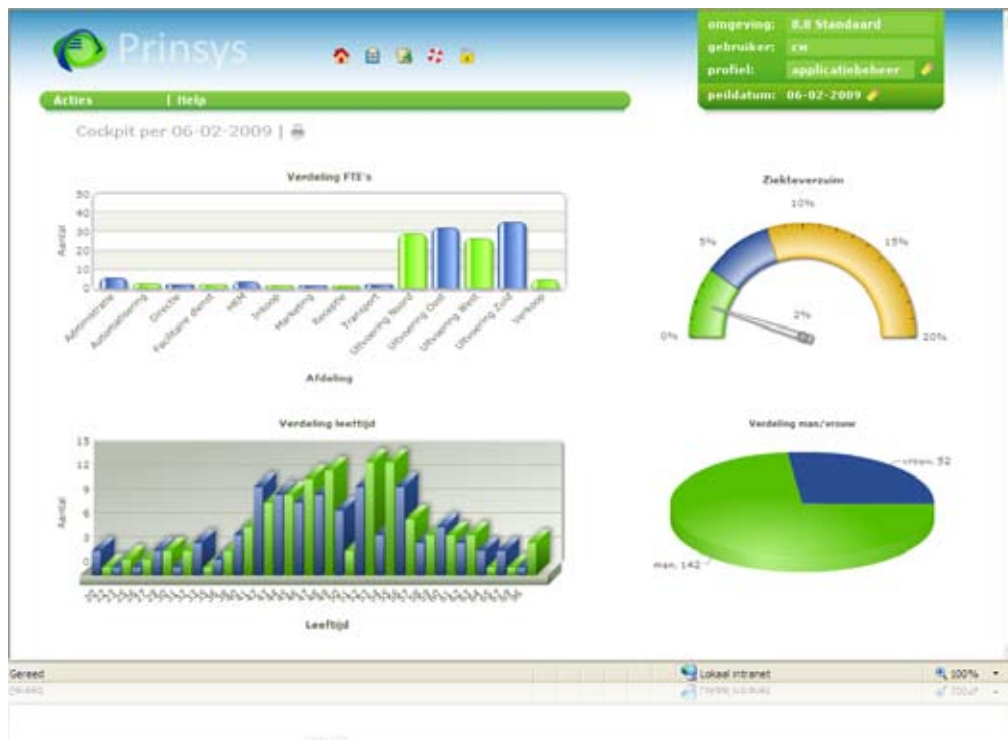 Prinsys
omgeving: 8.8 Standaard
gebruiker: cw
profiel: applicatiebeheer
peildatum: 06-02-2009
Acties | Help
Cockpit per 06-02-2009 |
Verdeling FTE's
50
40
30
20
10
0
Aantal
Administratie
Automatisering
Directie
Facilitaire dienst
HRM
Inkoop
Marketing
Receptie
Transport
Uitvoering Noord
Uitvoering Oost
Uitvoering West
Uitvoering Zuid
Verkoop
Afdeling
Ziekteverzuim
0%
5%
10%
15%
20%
2%
Verdeling leeftijd
15
12
9
6
3
0
Aantal
Leeftijd
Verdeling man/vrouw
vrouw, 52
man, 142
Gereed
Lokaal intranet
100%